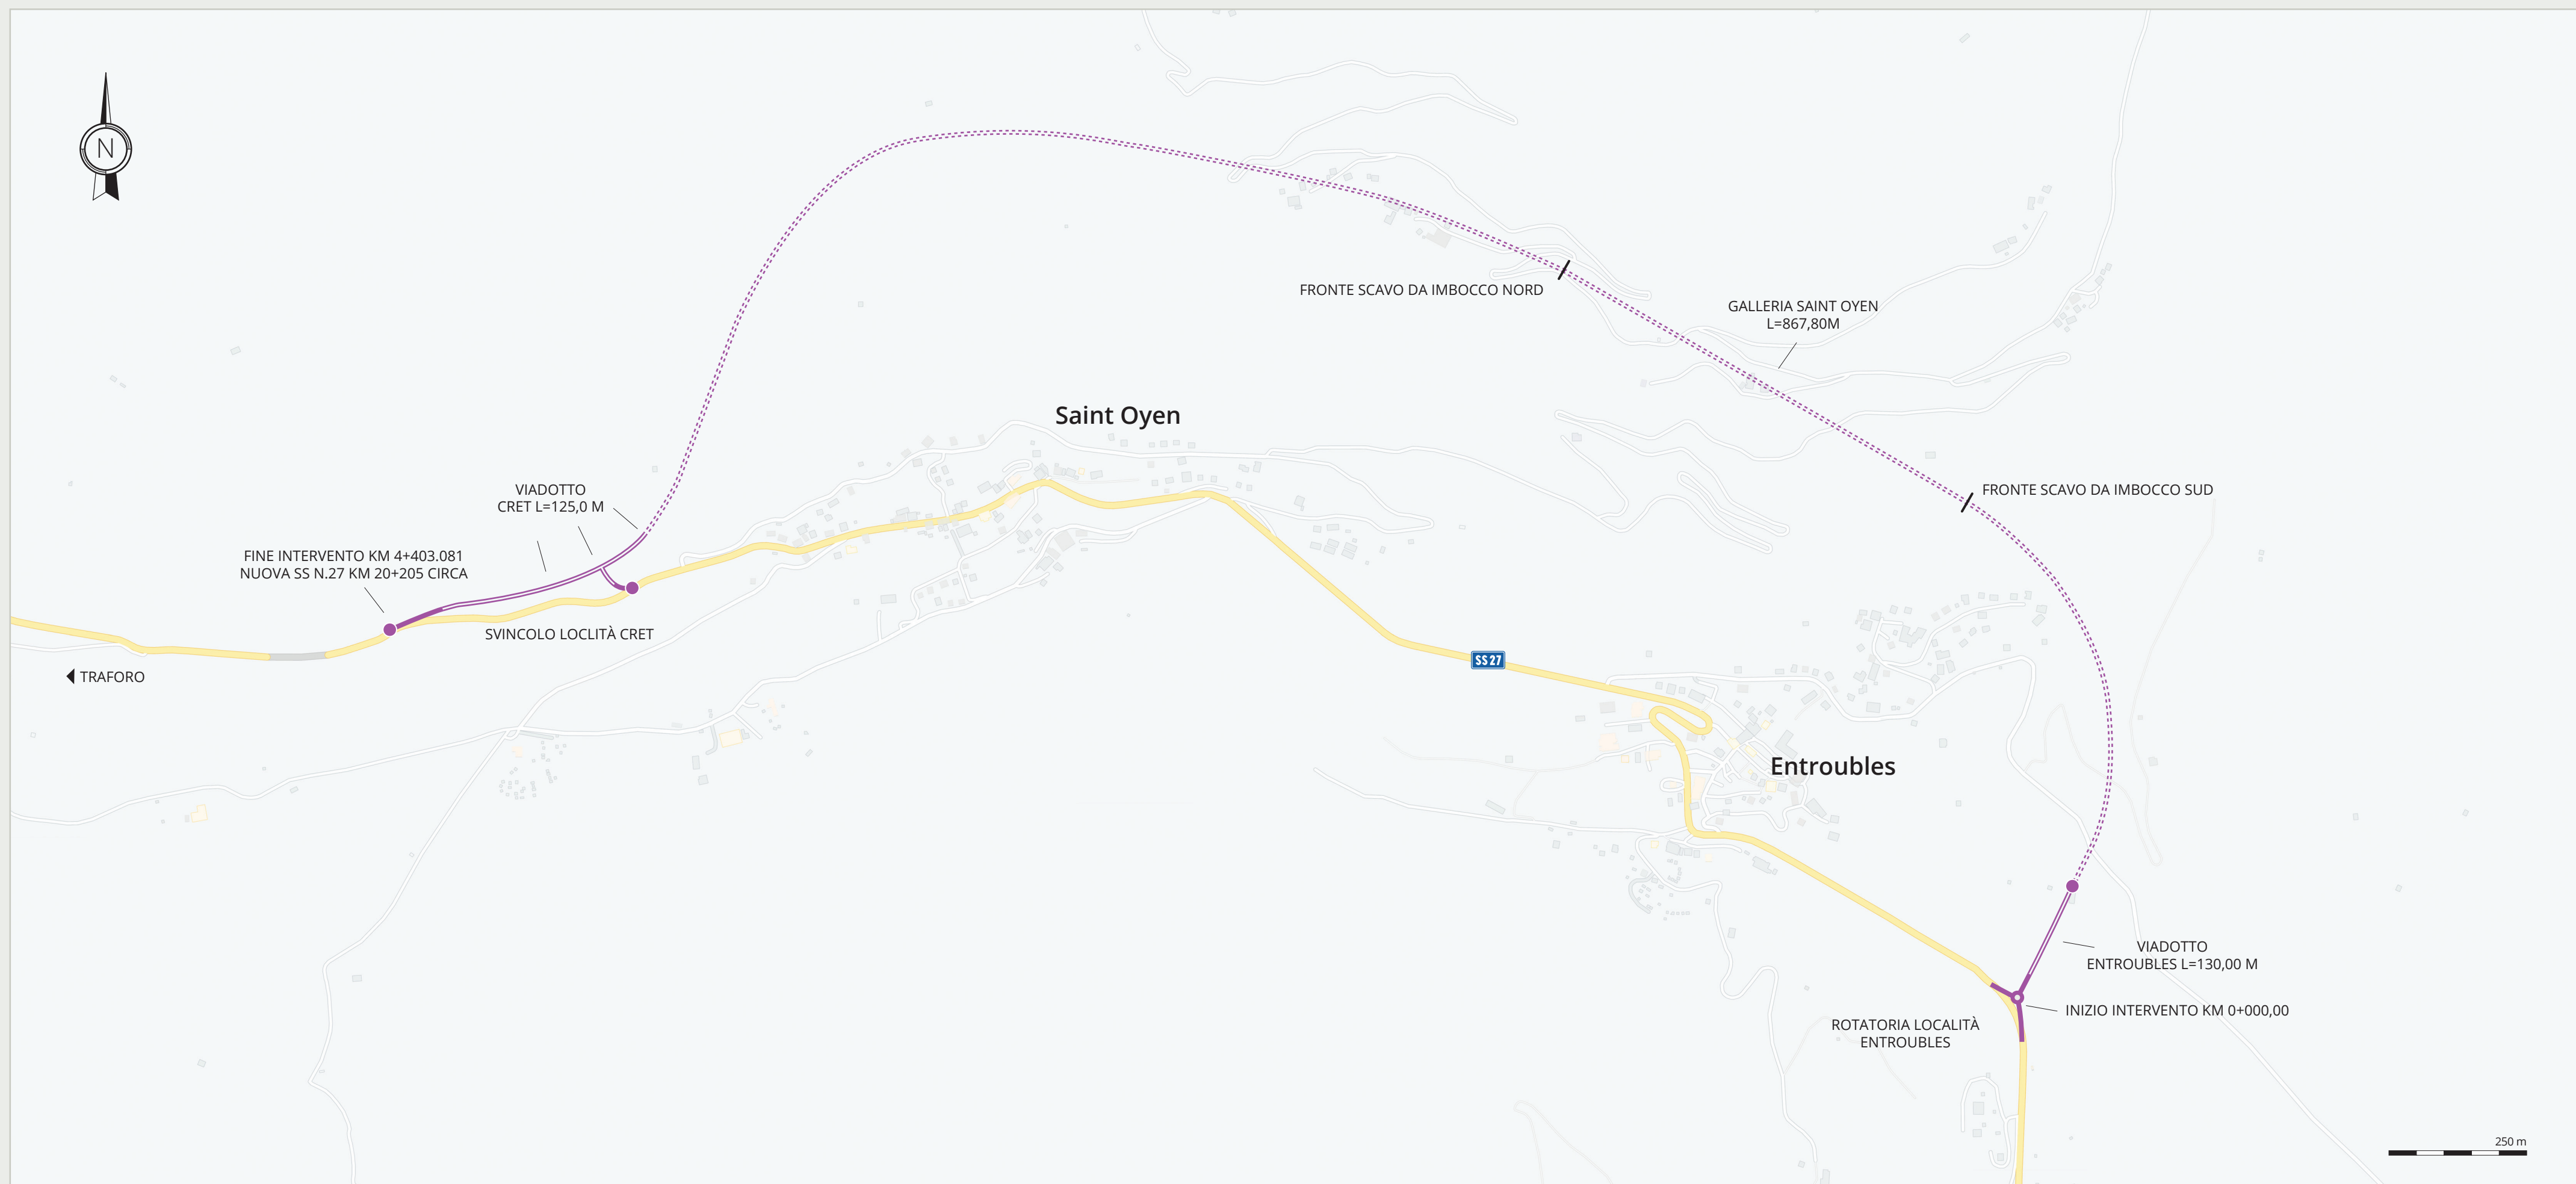 N
FRONTE SCAVO DA IMBOCCO NORD
GALLERIA SAINT OYEN
L=867,80M
Saint Oyen
VIADOTTO
CRET L=125,0 M
FRONTE SCAVO DA IMBOCCO SUD
FINE INTERVENTO KM 4+403.081
NUOVA SS N.27 KM 20+205 CIRCA
SVINCOLO LOCLITÀ CRET
TRAFORO
SS 27
Entroubles
VIADOTTO
ENTROUBLES L=130,00 M
INIZIO INTERVENTO KM 0+000,00
ROTATORIA LOCALITÀ
ENTROUBLES
250 m